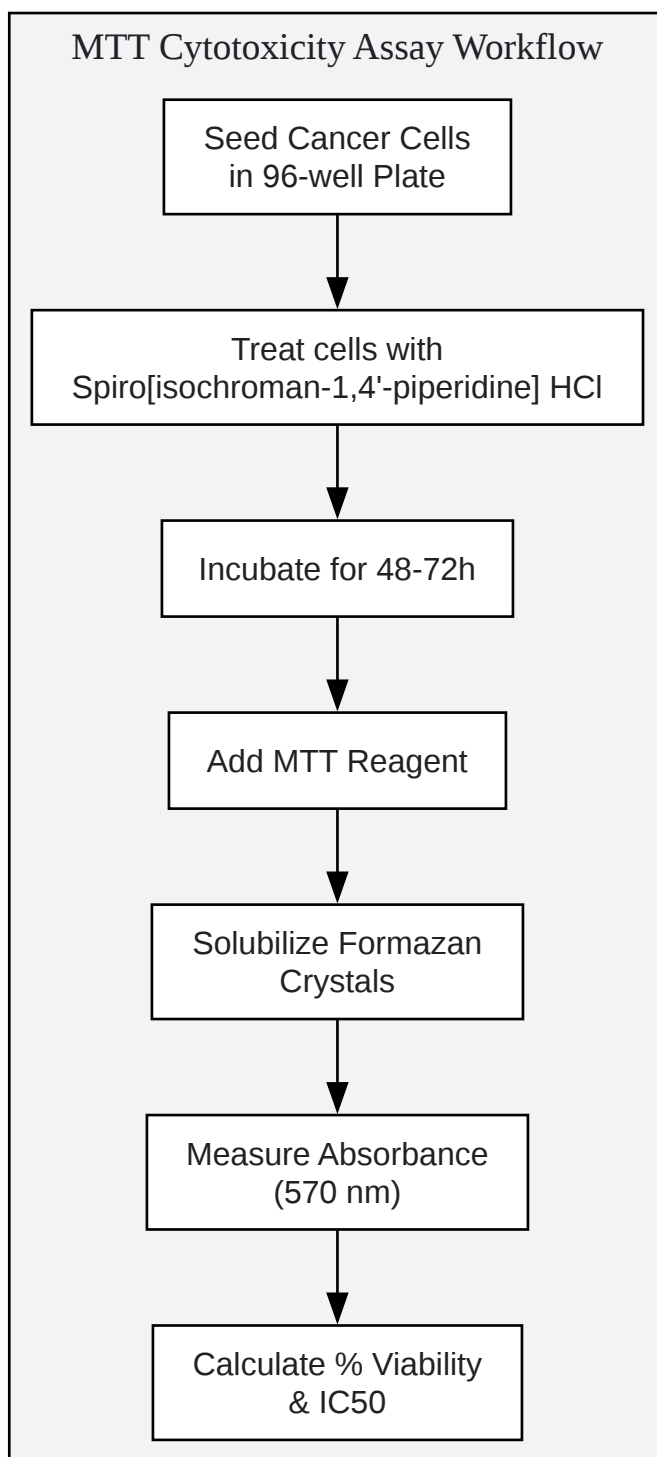 MTT Cytotoxicity Assay Workflow
Seed Cancer Cells
in 96-well Plate
Treat cells with
Spiro[isochroman-1,4'-piperidine] HCl
Incubate for 48-72h
Add MTT Reagent
Solubilize Formazan
Crystals
Measure Absorbance
(570 nm)
Calculate % Viability
& IC50